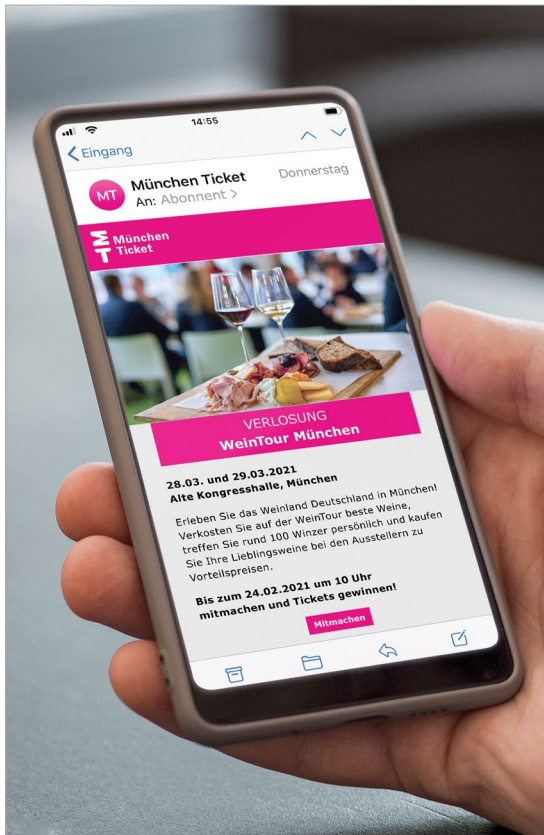 14:55
Eingang
MT
München Ticket
Donnerstag
An: Abonnent >
MT
München
Ticket
VERLOSUNG
WeinTour München
28.03. und 29.03.2021
Alte Kongresshalle, München
Erleben Sie das Weinland Deutschland in München!
Verkosten Sie auf der WeinTour beste Weine,
treffen Sie rund 100 Winzer persönlich und kaufen
Sie Ihre Lieblingsweine bei den Ausstellern zu
Vorteilspreisen.
Bis zum 24.02.2021 um 10 Uhr
mitmachen und Tickets gewinnen!
Mitmachen